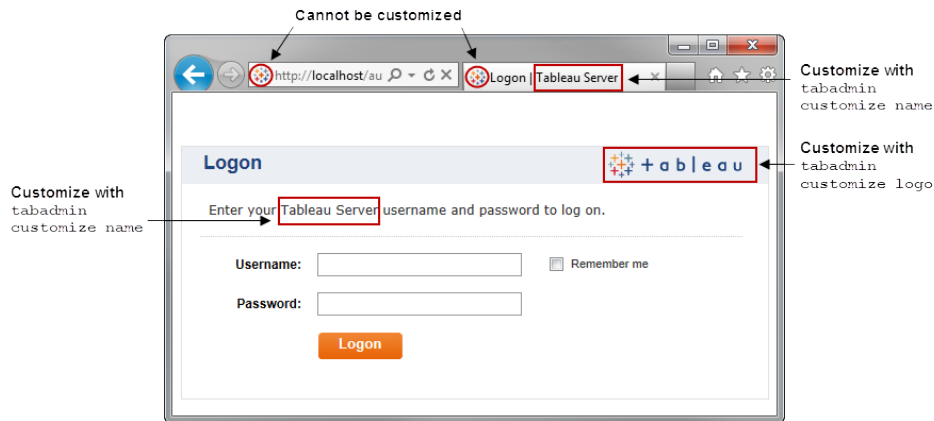 Cannot be customized
http://localhost/au
Logon | Tableau Server
Customize with
tabadmin
customize name
Logon
+ a b | e a u
Customize with
tabadmin
customize logo
Customize with
tabadmin
customize name
Enter your Tableau Server username and password to log on.
Username:
Remember me
Password:
Logon